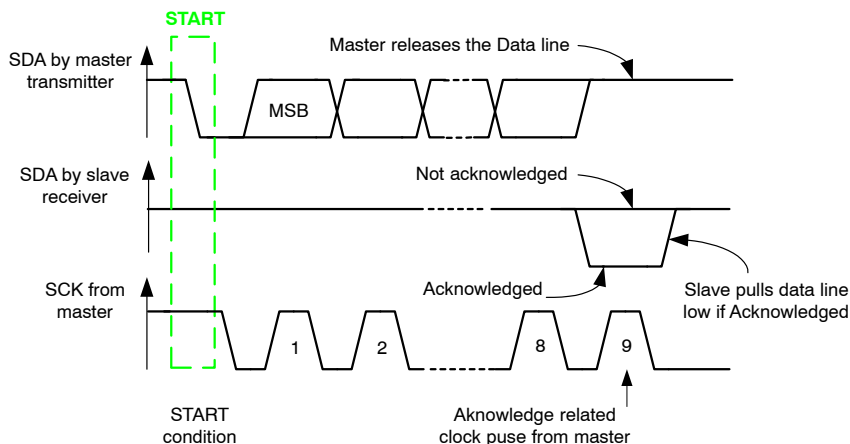 START
SDA by master
transmitter
Master releases the Data line
MSB
SDA by slave
receiver
Not acknowledged
Acknowledged
Slave pulls data line
low if Acknowledged
SCK from
master
1
2
8
9
START
condition
Aknowledge related
clock puse from master